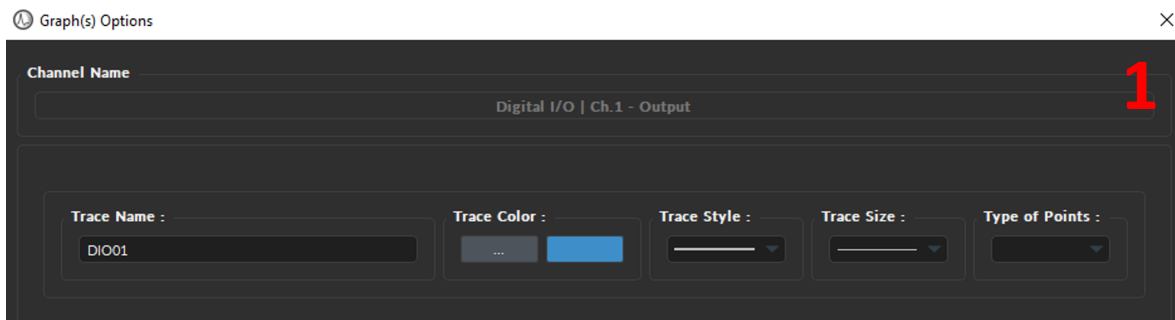 Graph(s) Options
Channel Name
1
Digital I/O | Ch.1 - Output
Trace Name : Trace Color : Trace Style : Trace Size : Type of Points :
DIO01 ...